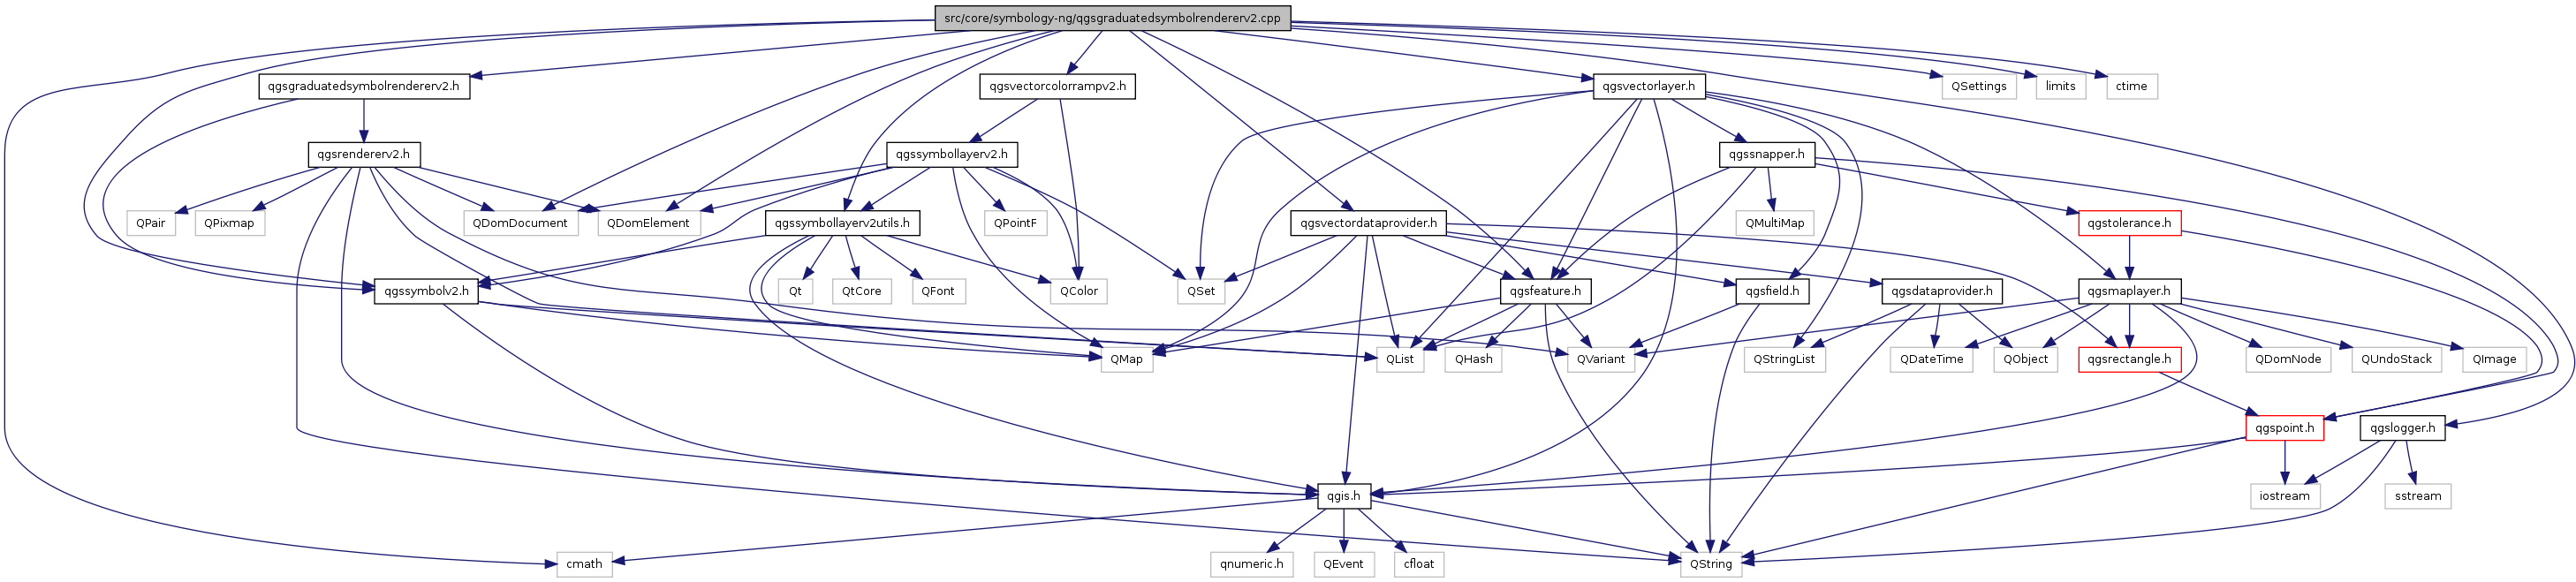 src/core/symbology-ng/qgsgraduatedsymbolrendererv2.cpp
qgsgraduatedsymbolrendererv2.h
qgsvectorcolorrampv2.h
qgsvectorlayer.h
QSettings
limits
ctime
qgsrendererv2.h
qgssymbollayerv2.h
qgssnapper.h
QPair
QPixmap
QDomDocument
QDomElement
qgssymbollayerv2utils.h
QPointF
qgsvectordataprovider.h
QMultiMap
qgstolerance.h
qgssymbolv2.h
Qt
QtCore
QFont
QColor
QSet
qgsfeature.h
qgsfield.h
qgsdataprovider.h
qgsmaplayer.h
QMap
QList
QHash
QVariant
QStringList
QDateTime
QObject
qgsrectangle.h
QDomNode
QUndoStack
QImage
qgspoint.h
qgslogger.h
qgis.h
iostream
sstream
cmath
qnumeric.h
QEvent
cfloat
QString